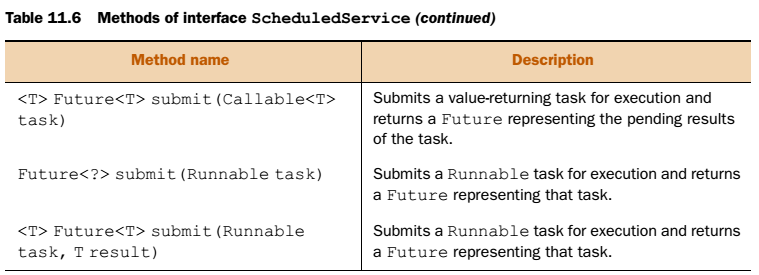 Table 11.6 Methods of interface ScheduledService (continued)
Method name Description
<T> Future<T> submit(Callable<T>
task)
Submits a value-returning task for execution and
returns a Future representing the pending results
of the task.
Future<?> submit(Runnable task)
Submits a Runnable task for execution and returns
a Future representing that task.
<T> Future<T> submit(Runnable
task, T result)
Submits a Runnable task for execution and returns
a Future representing that task.